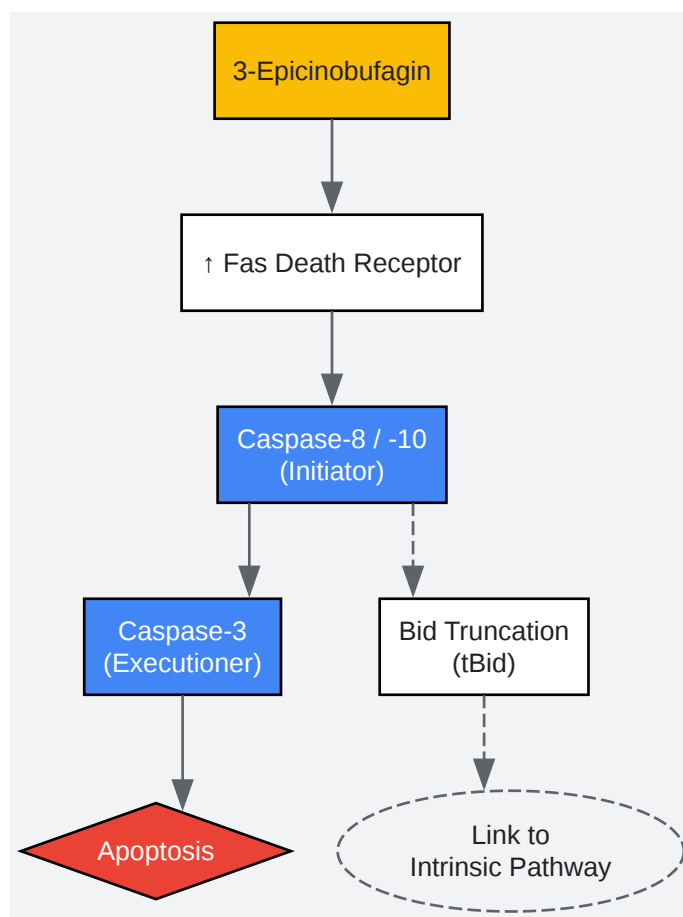 3-Epicinobufagin
↑ Fas Death Receptor
Caspase-8 / -10
(Initiator)
Caspase-3
(Executioner)
Bid Truncation
(tBid)
Apoptosis
Link to
Intrinsic Pathway